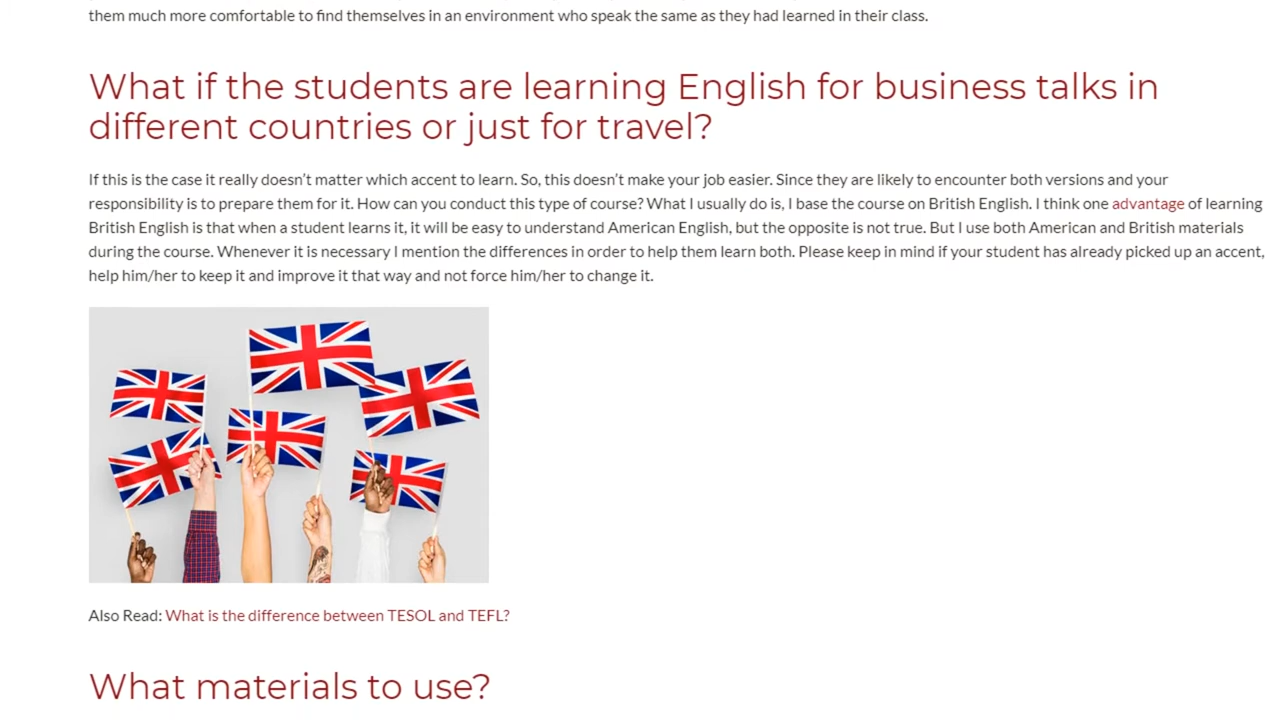 them much more comfortable to find themselves in an environment who speak the same as they had learned in their class.
What if the students are learning English for business talks in
different countries or just for travel?
If this is the case it really doesn’t matter which accent to learn. So, this doesn’t make your job easier. Since they are likely to encounter both versions and your
responsibility is to prepare them for it. How can you conduct this type of course? What I usually do is, I base the course on British English. I think one advantage of learning
British English is that when a student learns it, it will be easy to understand American English, but the opposite is not true. But I use both American and British materials
during the course. Whenever it is necessary I mention the differences in order to help them learn both. Please keep in mind if your student has already picked up an accent,
help him/her to keep it and improve it that way and not force him/her to change it.
Also Read: What is the difference between TESOL and TEFL?
What materials to use?